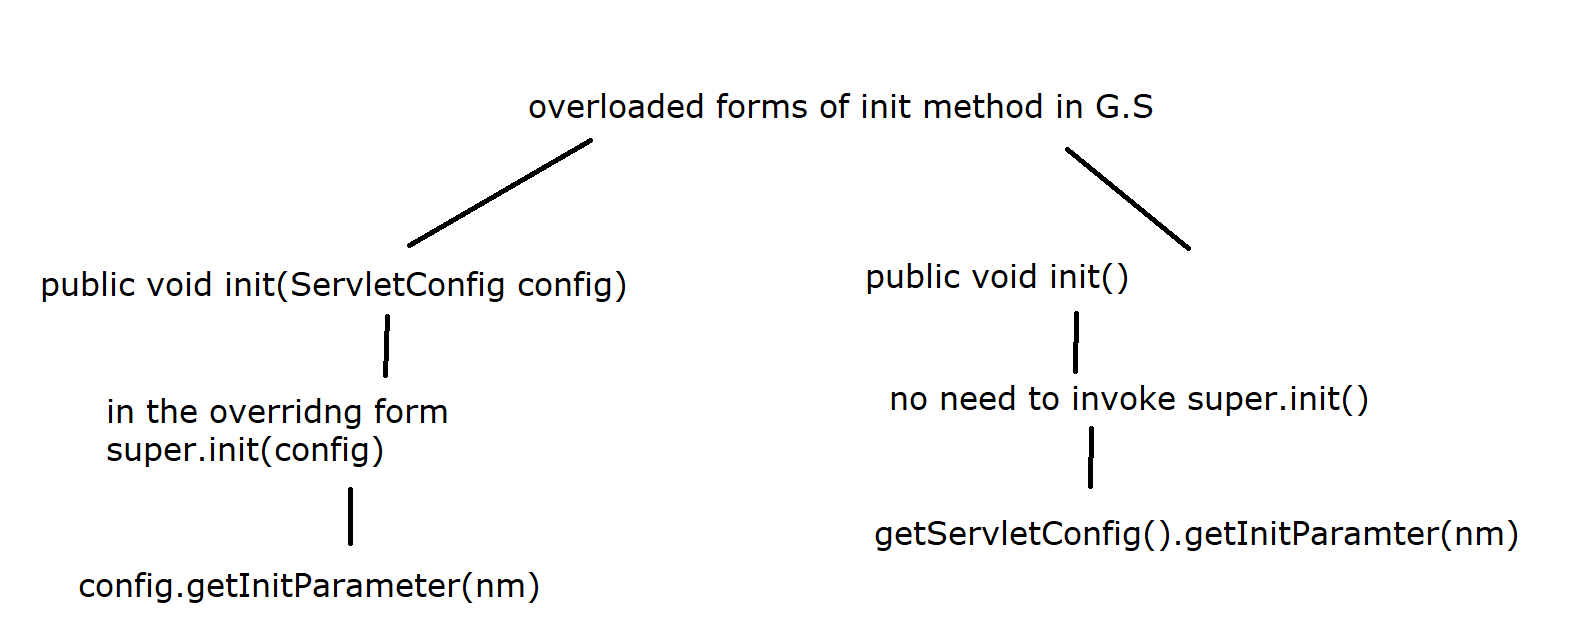 overloaded forms of init method in G.S
public void init(ServletConfig config)
public void init()
in the overridng form
super.init(config)
no need to invoke super.init()
config.getInitParameter(nm)
getServletConfig().getInitParamter(nm)